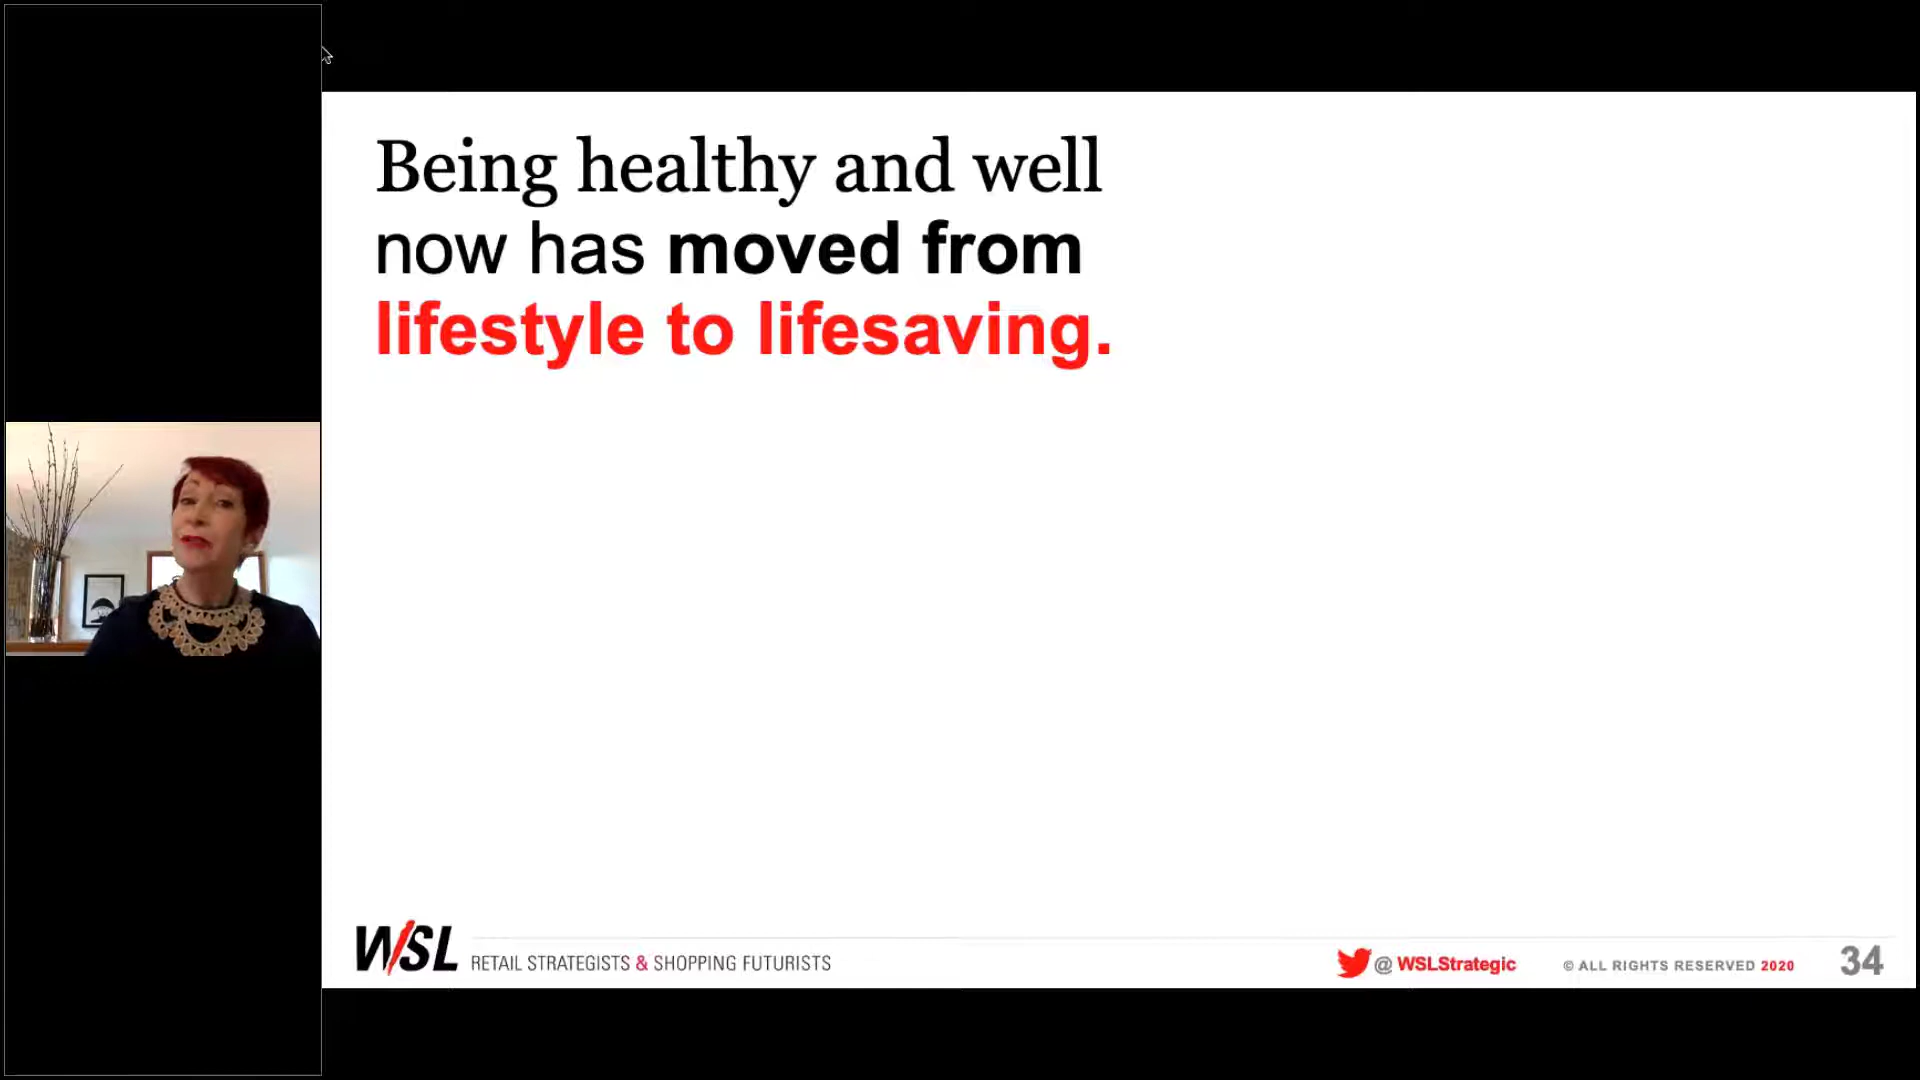 Being healthy and well
now has moved from
lifestyle to lifesaving.
WSL RETAIL STRATEGISTS & SHOPPING FUTURISTS
@ WSLStrategic
© ALL RIGHTS RESERVED 2020
34